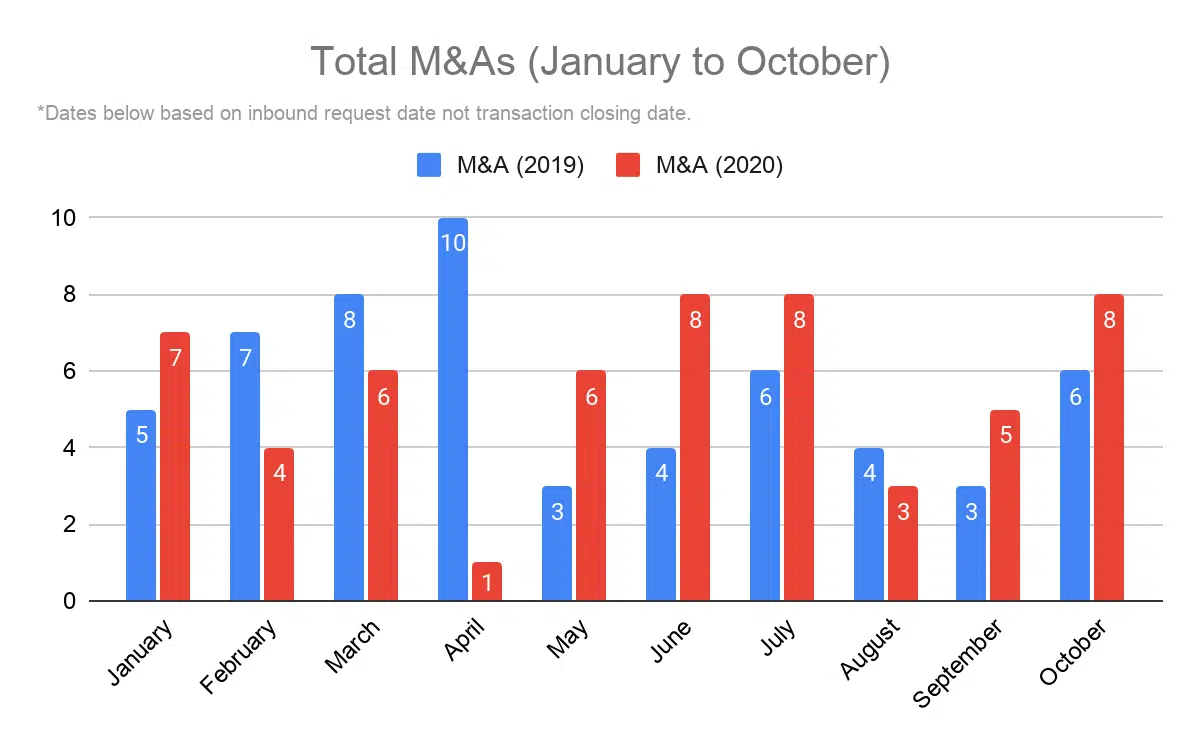 Total M&As (January to October)
*Dates below based on inbound request date not transaction closing date.
M&A (2019) M&A (2020)
10
8
6
4
2
0
5 7
7 4
8 6
10 1
3 6
4 8
6 8
4 3
3 5
6 8
January
February
March
April
May
June
July
August
September
October